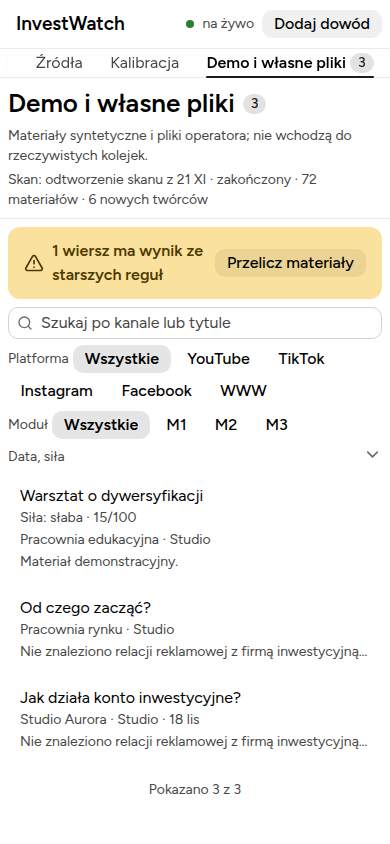 InvestWatch
na żywo
Dodaj dowód
Źródła
Kalibracja
Demo i własne pliki 3
Demo i własne pliki 3
Materiały syntetyczne i pliki operatora; nie wchodzą do
rzeczywistych kolejek.
Skan: odtworzenie skanu z 21 XI · zakończony · 72
materiałów · 6 nowych twórców
1 wiersz ma wynik ze
starszych reguł
Przelicz materiały
Szukaj po kanale lub tytule
Platforma Wszystkie YouTube TikTok
Instagram Facebook WWW
Moduł Wszystkie M1 M2 M3
Data, siła
Warsztat o dywersyfikacji
Siła: słaba · 15/100
Pracownia edukacyjna · Studio
Materiał demonstracyjny.
Od czego zacząć?
Pracownia rynku · Studio
Nie znaleziono relacji reklamowej z firmą inwestycyjną...
Jak działa konto inwestycyjne?
Studio Aurora · Studio · 18 lis
Nie znaleziono relacji reklamowej z firmą inwestycyjną...
Pokazano 3 z 3